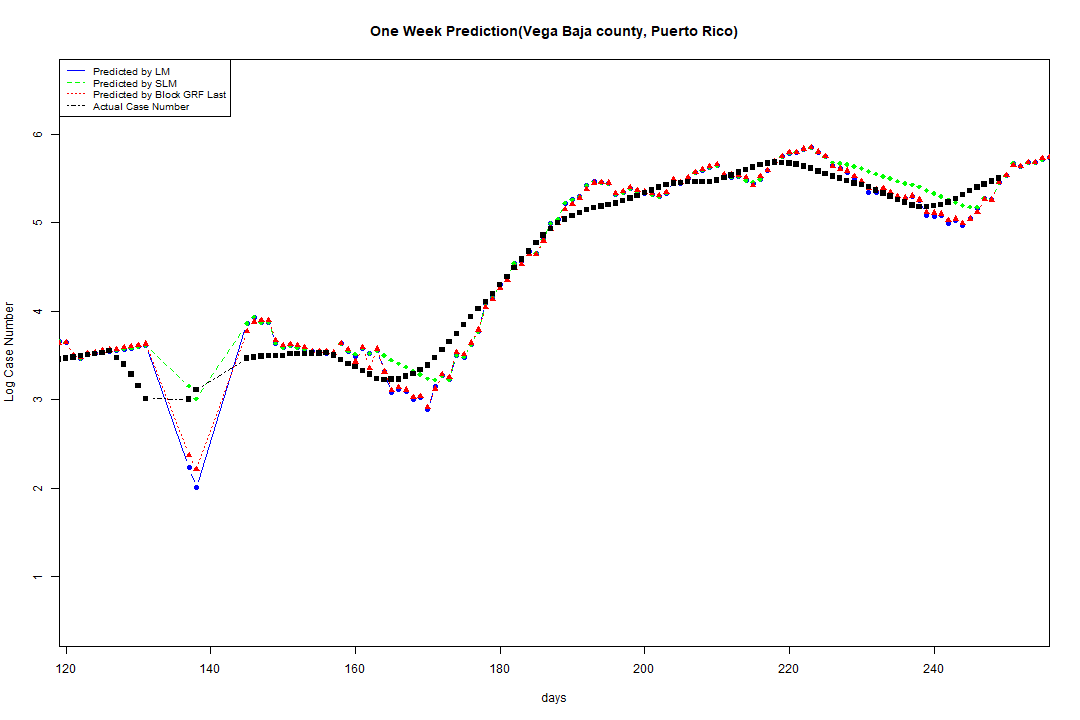 One Week Prediction(Vega Baja county, Puerto Rico)
Predicted by LM
Predicted by SLM
Predicted by Block GRF Last
Actual Case Number
Log Case Number
6
5
4
3
2
1
120 140 160 180 200 220 240
days